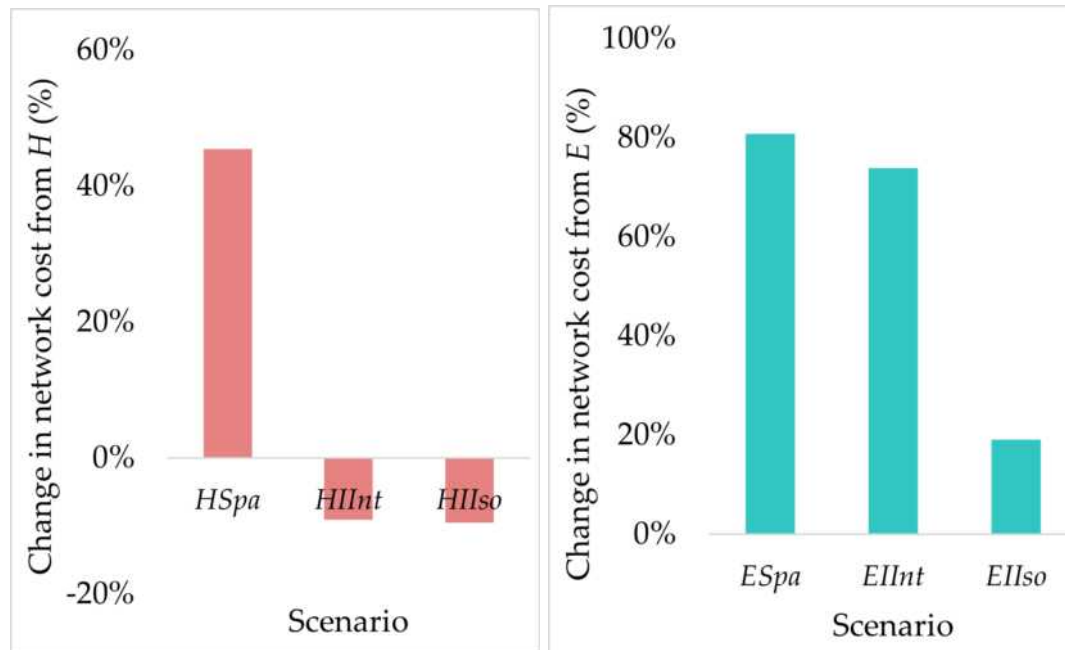 Change in network cost from H (%)
60%
40%
20%
0%
-20%
HSpa
HIInt
HIIso
Scenario
Change in network cost from E (%)
100%
80%
60%
40%
20%
0%
ESpa
EIInt
EIIso
Scenario